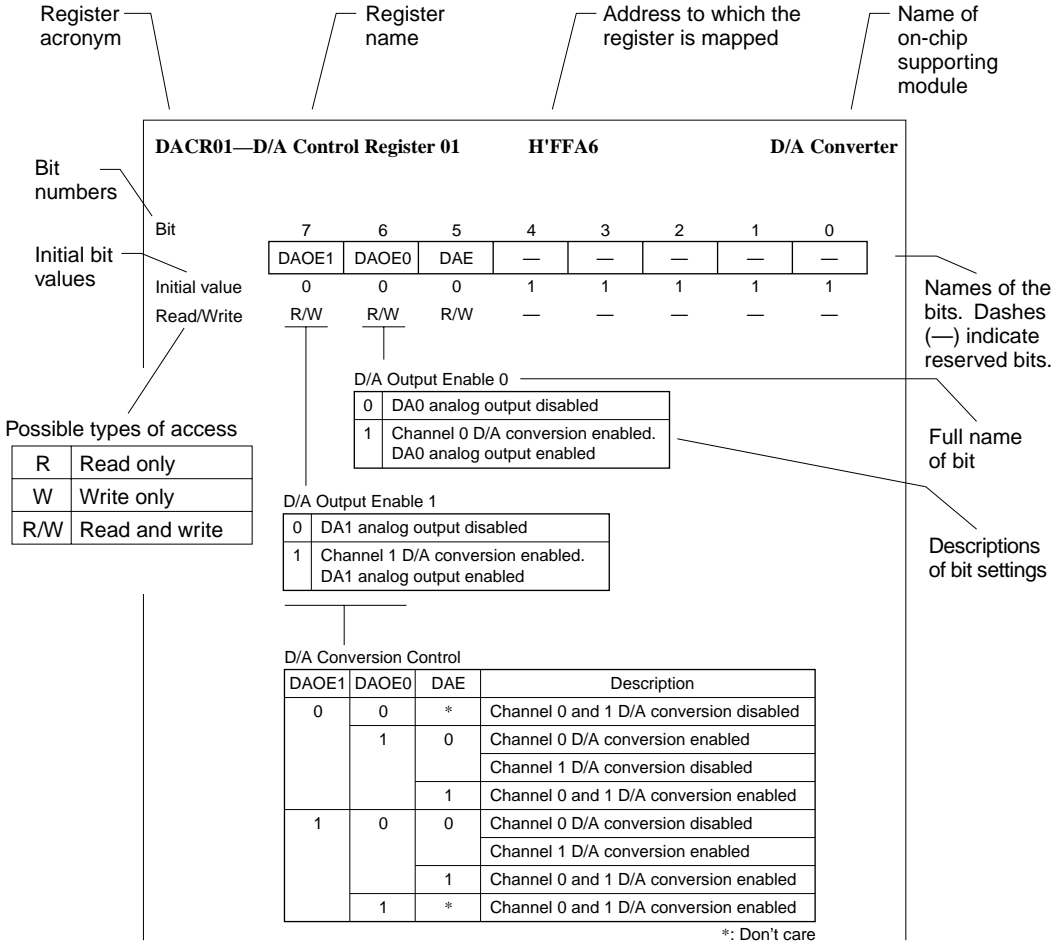 Register acronym
Register name
Address to which the register is mapped
Name of on-chip supporting module
DACR01—D/A Control Register 01 H'FFA6 D/A Converter
Bit numbers
Bit 7 6 5 4 3 2 1 0
DAOE1 DAOE0 DAE — — — — —
Initial bit values
Initial value 0 0 0 1 1 1 1 1
Read/Write R/W R/W R/W — — — — —
Names of the bits. Dashes (—) indicate reserved bits.
D/A Output Enable 0
0 DA0 analog output disabled
1 Channel 0 D/A conversion enabled.
DA0 analog output enabled
Full name of bit
Possible types of access
R Read only
W Write only
R/W Read and write
D/A Output Enable 1
0 DA1 analog output disabled
1 Channel 1 D/A conversion enabled.
DA1 analog output enabled
Descriptions of bit settings
D/A Conversion Control
DAOE1 DAOE0 DAE Description
0 0 * Channel 0 and 1 D/A conversion disabled
1 0 Channel 0 D/A conversion enabled
Channel 1 D/A conversion disabled
1 Channel 0 and 1 D/A conversion enabled
1 0 0 Channel 0 D/A conversion disabled
Channel 1 D/A conversion enabled
1 Channel 0 and 1 D/A conversion enabled
1 * Channel 0 and 1 D/A conversion enabled
*: Don't care